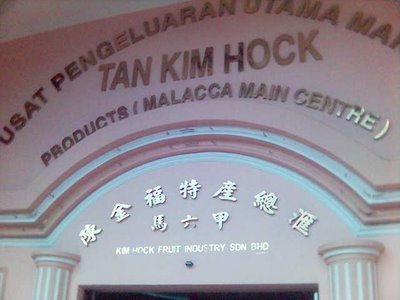 USAT PENGELUARAN UTAMA
TAN KIM HOCK
PRODUCTS (MALACCA MAIN CENTRE)
陳金福特產總滙
馬六甲
KIM HOCK FRUIT INDUSTRY SDN BHD